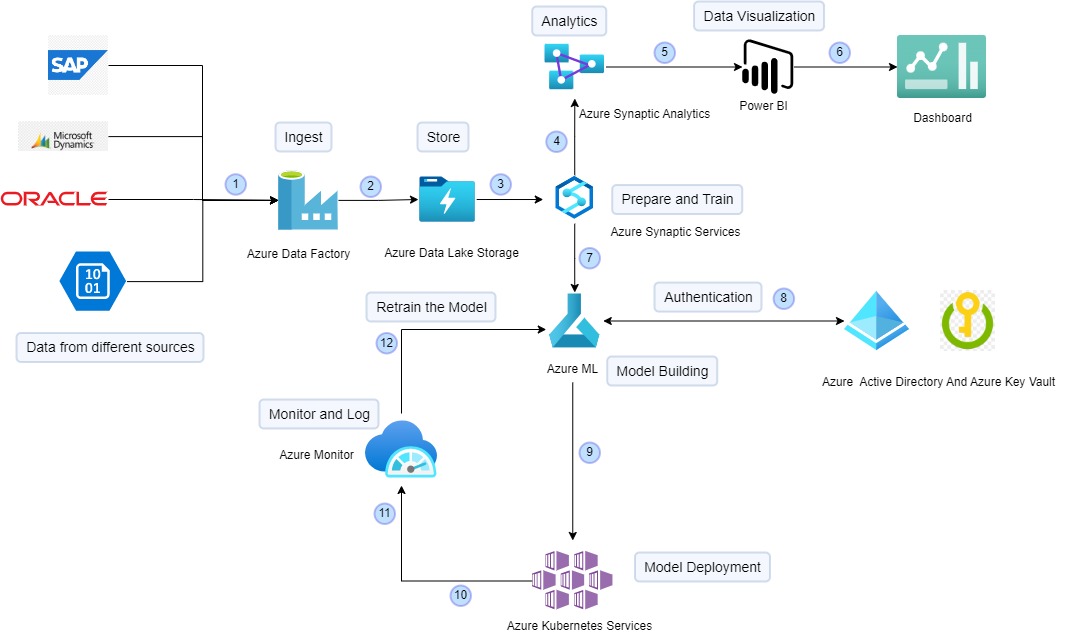 Analytics
Data Visualization
SAP
5
6
Power BI
Azure Synaptic Analytics
Dashboard
Microsoft
Dynamics
Ingest
Store
4
ORACLE
1
2
3
Prepare and Train
Azure Synaptic Services
Azure Data Factory
Azure Data Lake Storage
7
10
01
Data from different sources
Retrain the Model
Authentication
8
12
Azure ML
Model Building
Azure  Active Directory And Azure Key Vault
Monitor and Log
Azure Monitor
9
11
Model Deployment
10
Azure Kubernetes Services